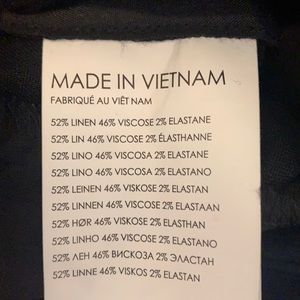 MADE IN VIETNAM
FABRIQUÉ AU VIÊT NAM
52% LINEN 46% VISCOSE 2% ELASTANE
52% LIN 46% VISCOSE 2% ÉLASTHANNE
52% LINO 46% VISCOSA 2% ELASTANE
52% LINO 46% VISCOSA 2% ELASTANO
52% LEINEN 46% VISKOSE 2% ELASTAN
52% LINNEN 46% VISCOSE 2% ELASTAAN
52% HØR 46% VISKOSE 2% ELASTHAN
52% LINHO 46% VISCOSE 2% ELASTANO
52% ЛЕН 46% ВИСКОЗА 2% ЭЛАСТАН
52% LINNE 46% VISKOS 2% ELASTAN